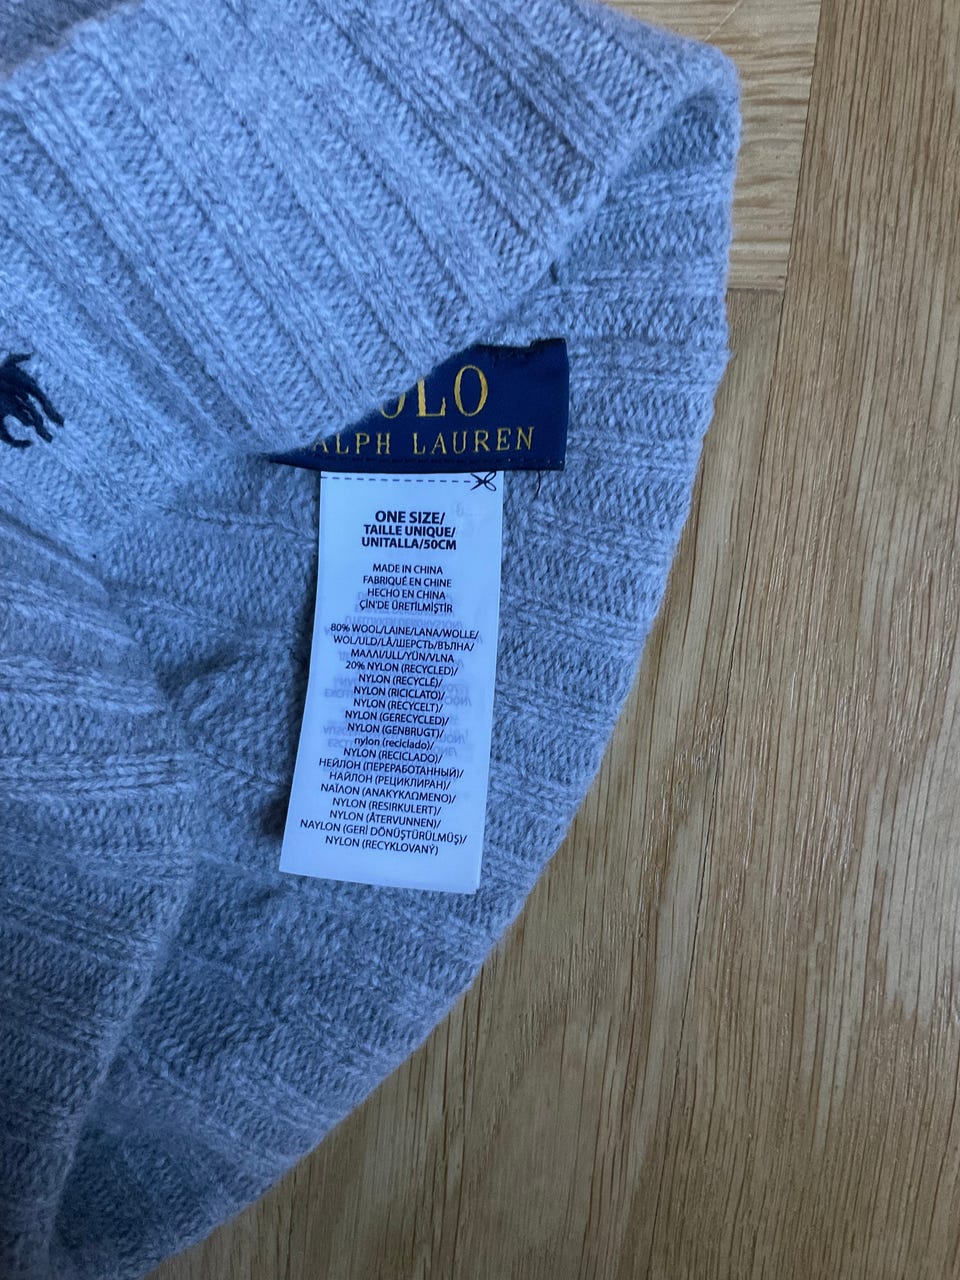 POLO
RALPH LAUREN
ONE SIZE/
TAILLE UNIQUE/
UNITALLA/50CM
MADE IN CHINA
FABRIQUÉ EN CHINE
HECHO EN CHINA
ÇİN'DE ÜRETİLMİŞTİR
80% WOOL/LAINE/LANA/WOLLE/
WOL/ULD/LÅ/ШЕРСТЬ/ВЪЛНА/
ΜΑΛΛΙ/ULL/YÜN/VLNA
20% NYLON (RECYCLED)/
NYLON (RECYCLÉ)/
NYLON (RICICLATO)/
NYLON (RECYCELT)/
NYLON (GERECYCLED)/
NYLON (GENBRUGT)/
nylon (reciclado)/
NYLON (RECICLADO)/
НЕЙЛОН (ПЕРЕРАБОТАННЫЙ)/
НАЙЛОН (РЕЦИКЛИРАН)/
ΝΑΪΛΟΝ (ΑΝΑΚΥΚΛΩΜΕΝΟ)/
NYLON (RESIRKULERT)/
NYLON (ÅTERVUNNEN)/
NAYLON (GERİ DÖNÜŞTÜRÜLMÜŞ)/
NYLON (RECYKLOVANÝ)